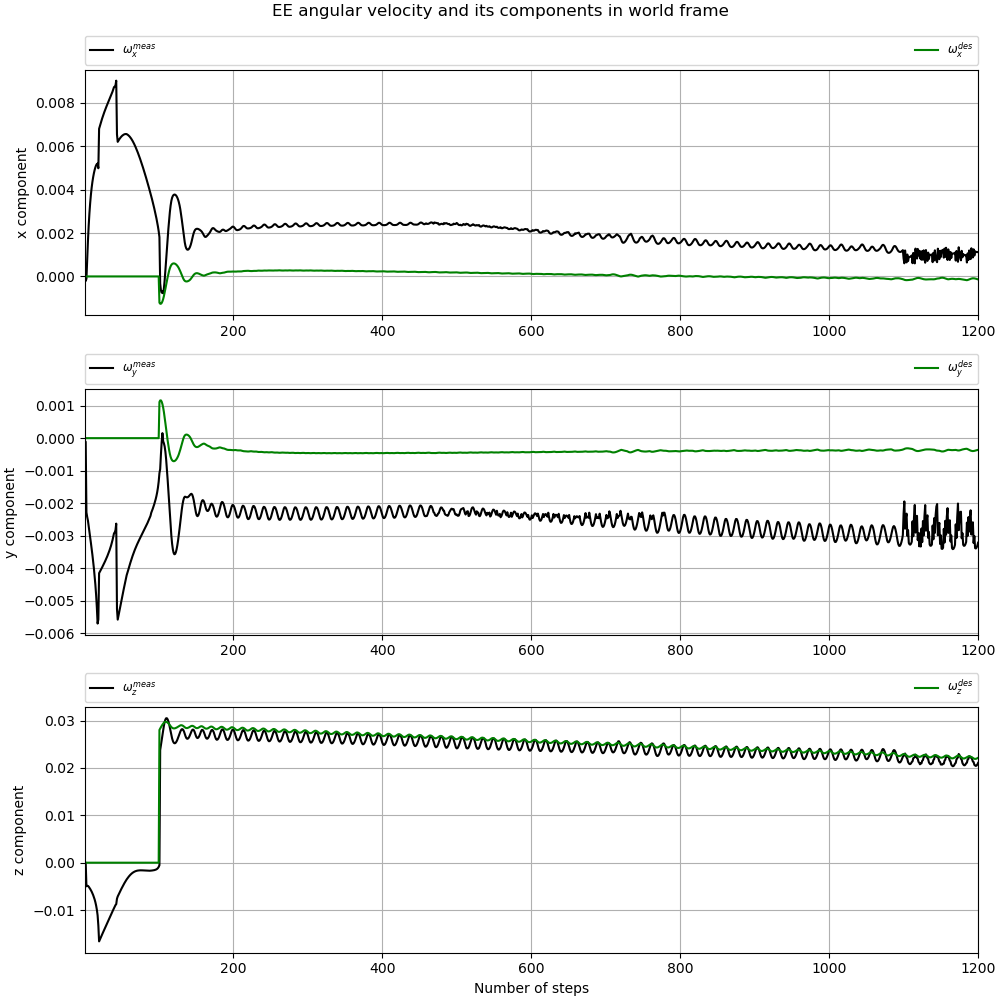 EE angular velocity and its components in world frame
ω_x^meas ω_x^des
0.008
0.006
0.004
0.002
0.000
x component
200 400 600 800 1000 1200
ω_y^meas ω_y^des
0.001
0.000
−0.001
−0.002
−0.003
−0.004
−0.005
−0.006
y component
200 400 600 800 1000 1200
ω_z^meas ω_z^des
0.03
0.02
0.01
0.00
−0.01
z component
200 400 600 800 1000 1200
Number of steps